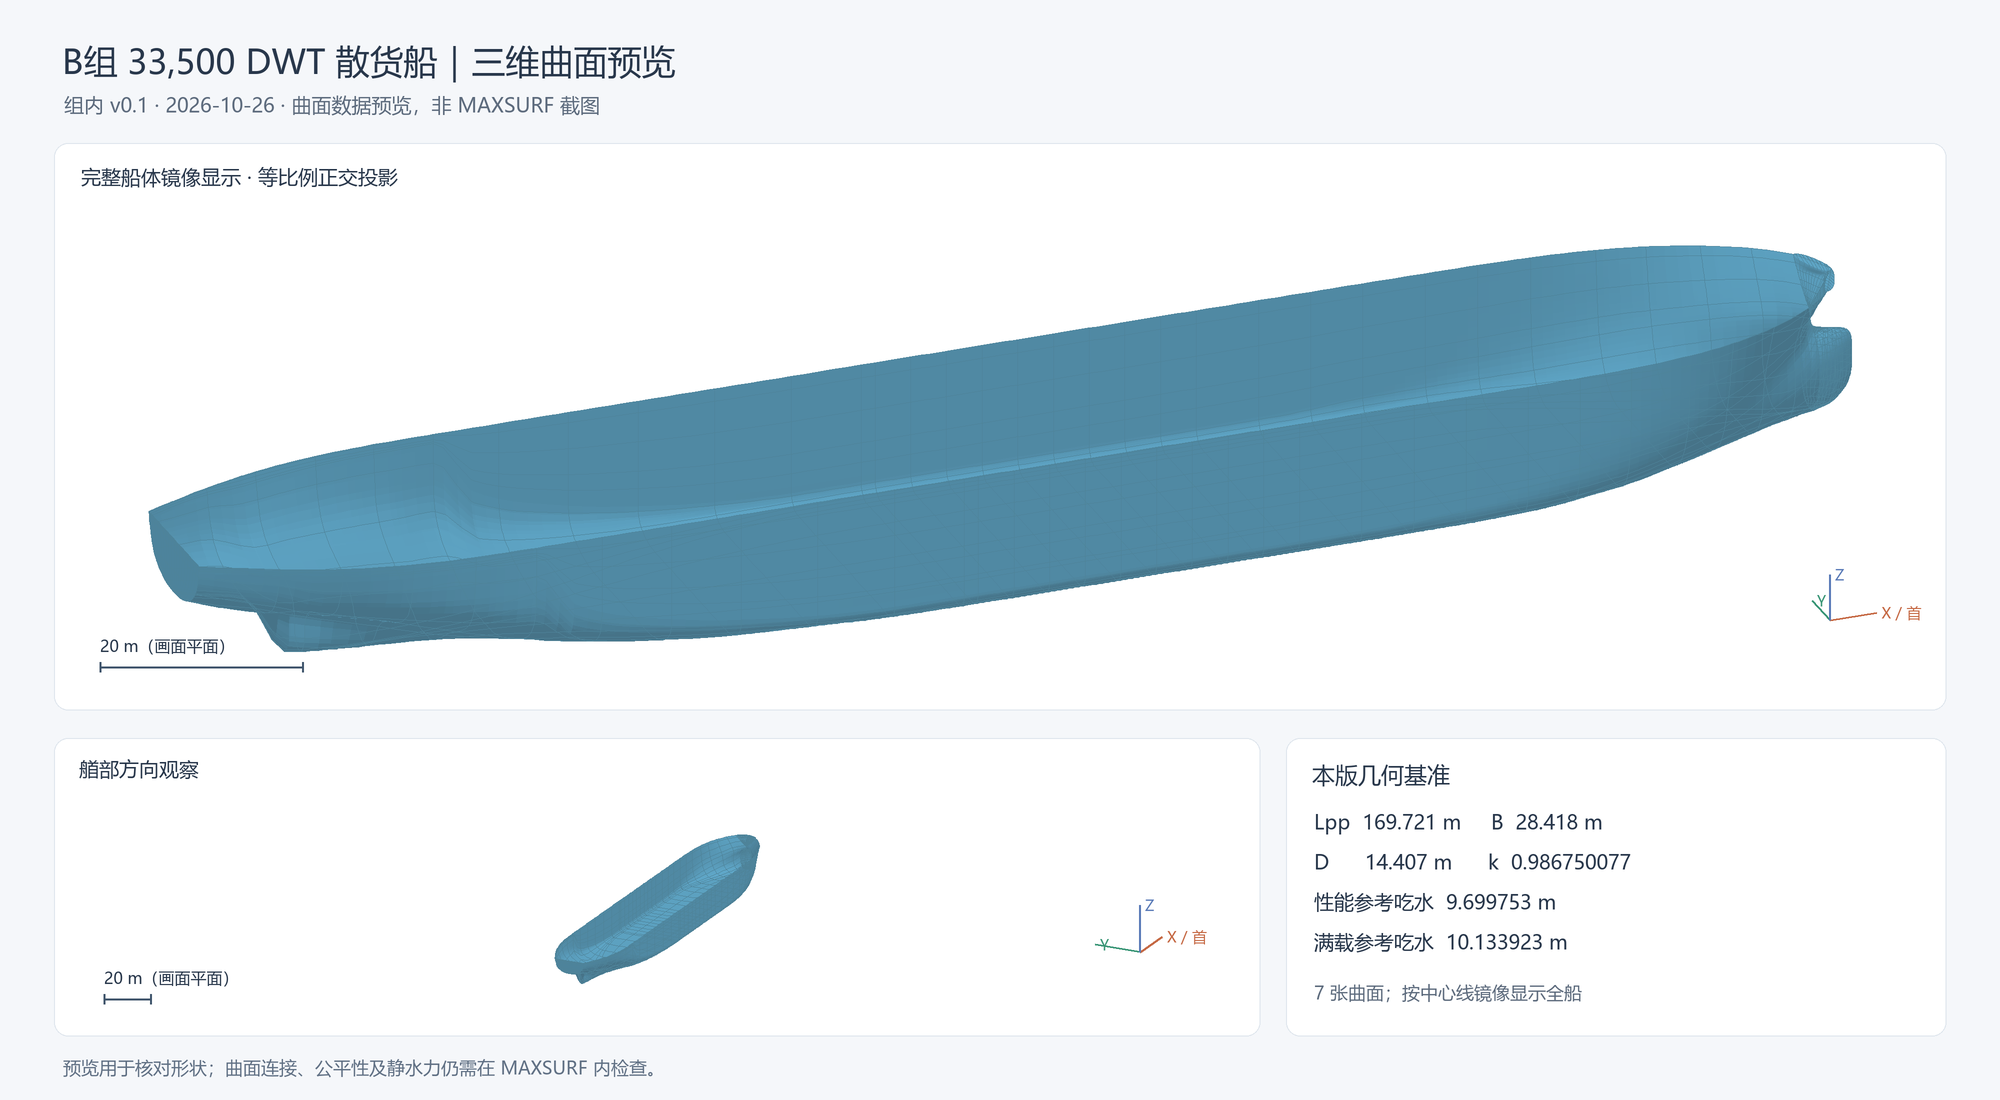 B组 33,500 DWT 散货船｜三维曲面预览
组内 v0.1 · 2026-10-26 · 曲面数据预览，非 MAXSURF 截图
完整船体镜像显示 · 等比例正交投影
Z
Y
X / 首
20 m（画面平面）
艏部方向观察
Z
Y
X / 首
20 m（画面平面）
本版几何基准
Lpp 169.721 m B 28.418 m
D 14.407 m k 0.986750077
性能参考吃水 9.699753 m
满载参考吃水 10.133923 m
7 张曲面；按中心线镜像显示全船
预览用于核对形状；曲面连接、公平性及静水力仍需在 MAXSURF 内检查。